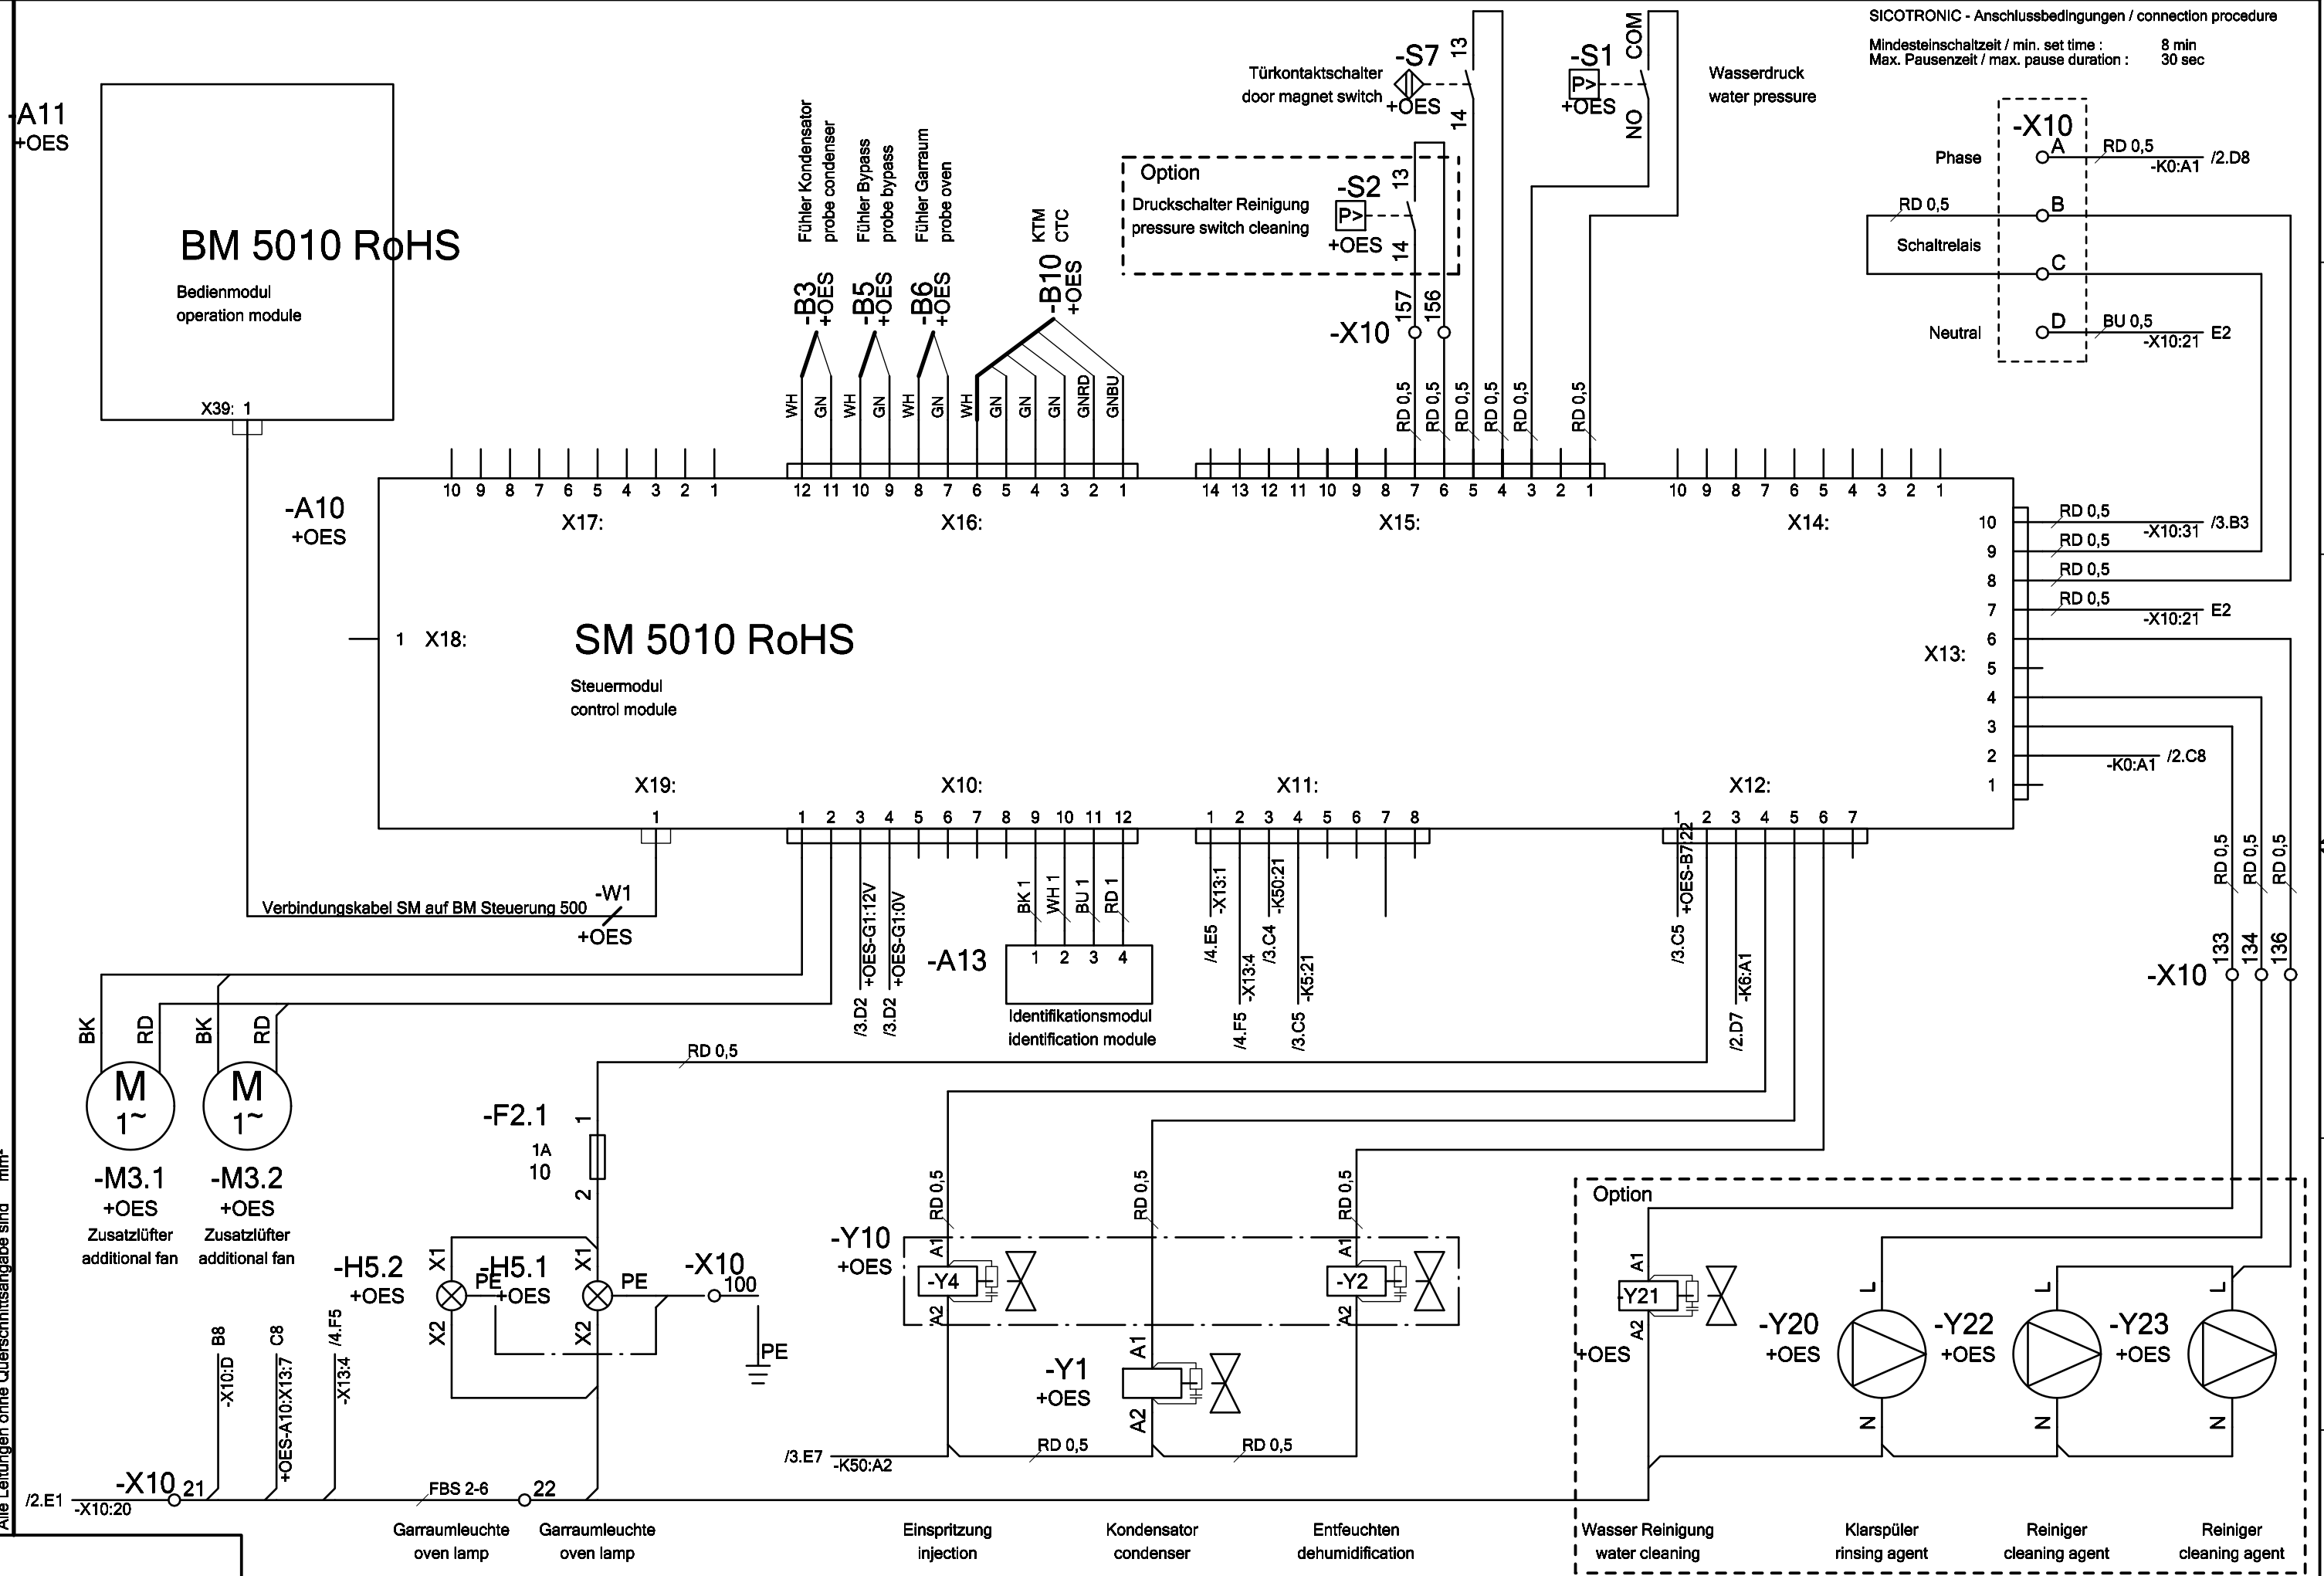 SICOTRONIC - Anschlussbedingungen / connection procedure
Mindesteinschaltzeit / min. set time : 8 min
Max. Pausenzeit / max. pause duration : 30 sec
-A11
+OES
BM 5010 RoHS
Bedienmodul
operation module
X39: 1
Fühler Kondensator
probe condenser
-B3
+OES
Fühler Bypass
probe bypass
-B5
+OES
Fühler Garraum
probe oven
-B6
+OES
KTM
CTC
-B10
+OES
WH
GN
WH
GN
WH
GN
WH
GN
GN
GN
GNRD
GNBU
Türkontaktschalter
door magnet switch
-S7
+OES
13
14
-S1
P>
+OES
COM
NO
Wasserdruck
water pressure
Option
Druckschalter Reinigung
pressure switch cleaning
-S2
P>
+OES
13
14
-X10
157
156
RD 0,5
RD 0,5
RD 0,5
RD 0,5
RD 0,5
RD 0,5
-X10
Phase
A
RD 0,5
-K0:A1
/2.D8
RD 0,5
B
Schaltrelais
C
Neutral
D
BU 0,5
-X10:21
E2
-A10
+OES
10 9 8 7 6 5 4 3 2 1
X17:
12 11 10 9 8 7 6 5 4 3 2 1
X16:
14 13 12 11 10 9 8 7 6 5 4 3 2 1
X15:
10 9 8 7 6 5 4 3 2 1
X14:
1 X18:
SM 5010 RoHS
Steuermodul
control module
X13:
10
RD 0,5
-X10:31
/3.B3
9
RD 0,5
8
RD 0,5
7
RD 0,5
-X10:21
E2
6
5
4
3
2
-K0:A1
/2.C8
1
X19:
1
X10:
1 2 3 4 5 6 7 8 9 10 11 12
X11:
1 2 3 4 5 6 7 8
X12:
1 2 3 4 5 6 7
Verbindungskabel SM auf BM Steuerung 500
-W1
+OES
/3.D2
+OES-G1:12V
/3.D2
+OES-G1:0V
BK 1
WH 1
BU 1
RD 1
-A13
1 2 3 4
Identifikationsmodul
identification module
/4.E5
-X13:1
/4.F5
-X13:4
/3.C4
-K50:21
/3.C5
-K5:21
/3.C5
+OES-B7:22
/2.D7
-K6:A1
RD 0,5
RD 0,5
RD 0,5
-X10
133
134
136
BK
RD
BK
RD
M
1~
-M3.1
+OES
Zusatzlüfter
additional fan
M
1~
-M3.2
+OES
Zusatzlüfter
additional fan
RD 0,5
-F2.1
1A
10
1
2
-H5.2
+OES
X1
X2
PE
-H5.1
+OES
X1
X2
PE
-X10
100
PE
B8
-X10:D
C8
+OES-A10:X13:7
/4.F5
-X13:4
/2.E1
-X10:20
-X10
21
FBS 2-6
22
RD 0,5
RD 0,5
RD 0,5
-Y10
+OES
A1
-Y4
A2
A1
-Y2
A2
-Y1
+OES
A1
A2
/3.E7
-K50:A2
RD 0,5
RD 0,5
Option
A1
-Y21
A2
+OES
-Y20
+OES
L
N
-Y22
+OES
L
N
-Y23
+OES
L
N
Garraumleuchte
oven lamp
Garraumleuchte
oven lamp
Einspritzung
injection
Kondensator
condenser
Entfeuchten
dehumidification
Wasser Reinigung
water cleaning
Klarspüler
rinsing agent
Reiniger
cleaning agent
Reiniger
cleaning agent
Alle Leitungen ohne Querschnittsangabe sind mm²